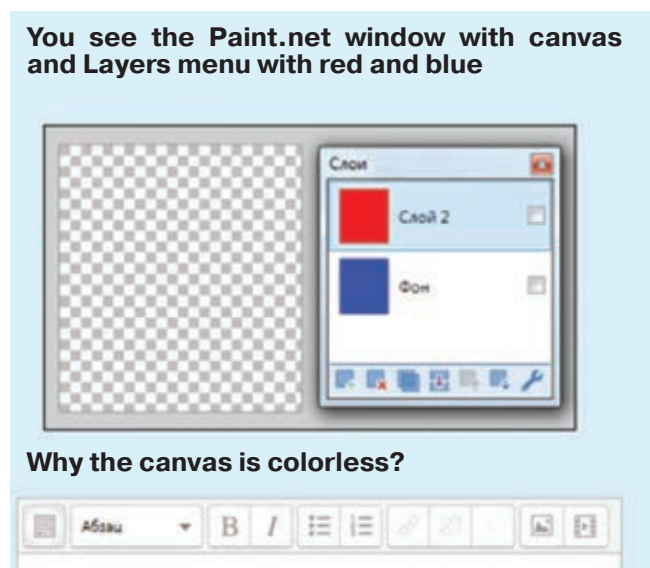 You see the Paint.net window with canvas
and Layers menu with red and blue
Слои
Слой 2
Фон
Why the canvas is colorless?
Абзац
B I